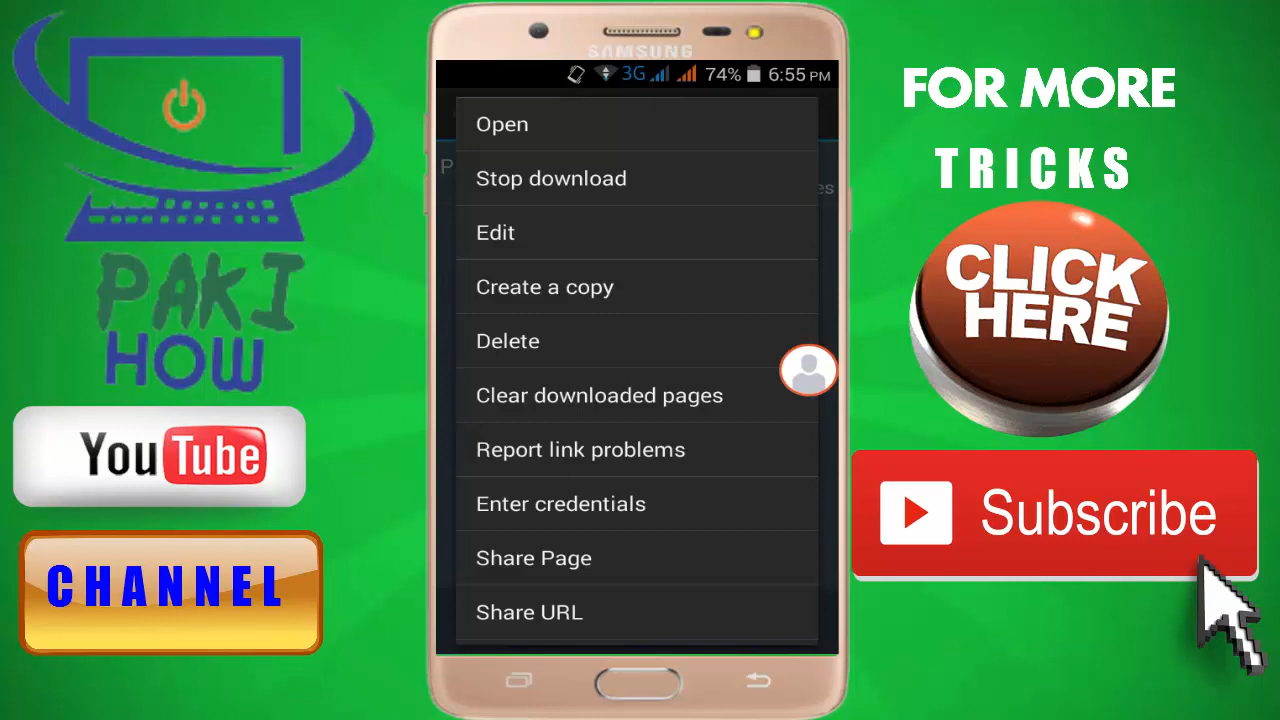 PAKI
HOW
YouTube
CHANNEL
SAMSUNG
3G 74% 6:55 PM
Open
Stop download
Edit
Create a copy
Delete
Clear downloaded pages
Report link problems
Enter credentials
Share Page
Share URL
P
es
FOR MORE
TRICKS
CLICK
HERE
Subscribe